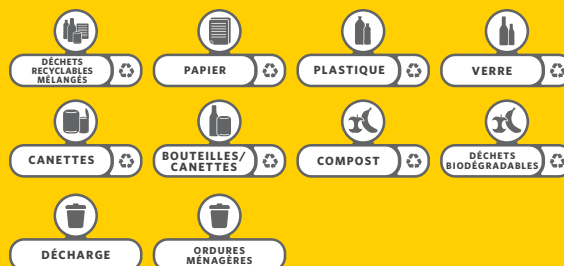 DÉCHETS
RECYCLABLES
MÉLANGÉS
PAPIER
PLASTIQUE
VERRE
CANETTES
BOUTEILLES/
CANETTES
COMPOST
DÉCHETS
BIODÉGRADABLES
DÉCHARGE
ORDURES
MÉNAGÈRES